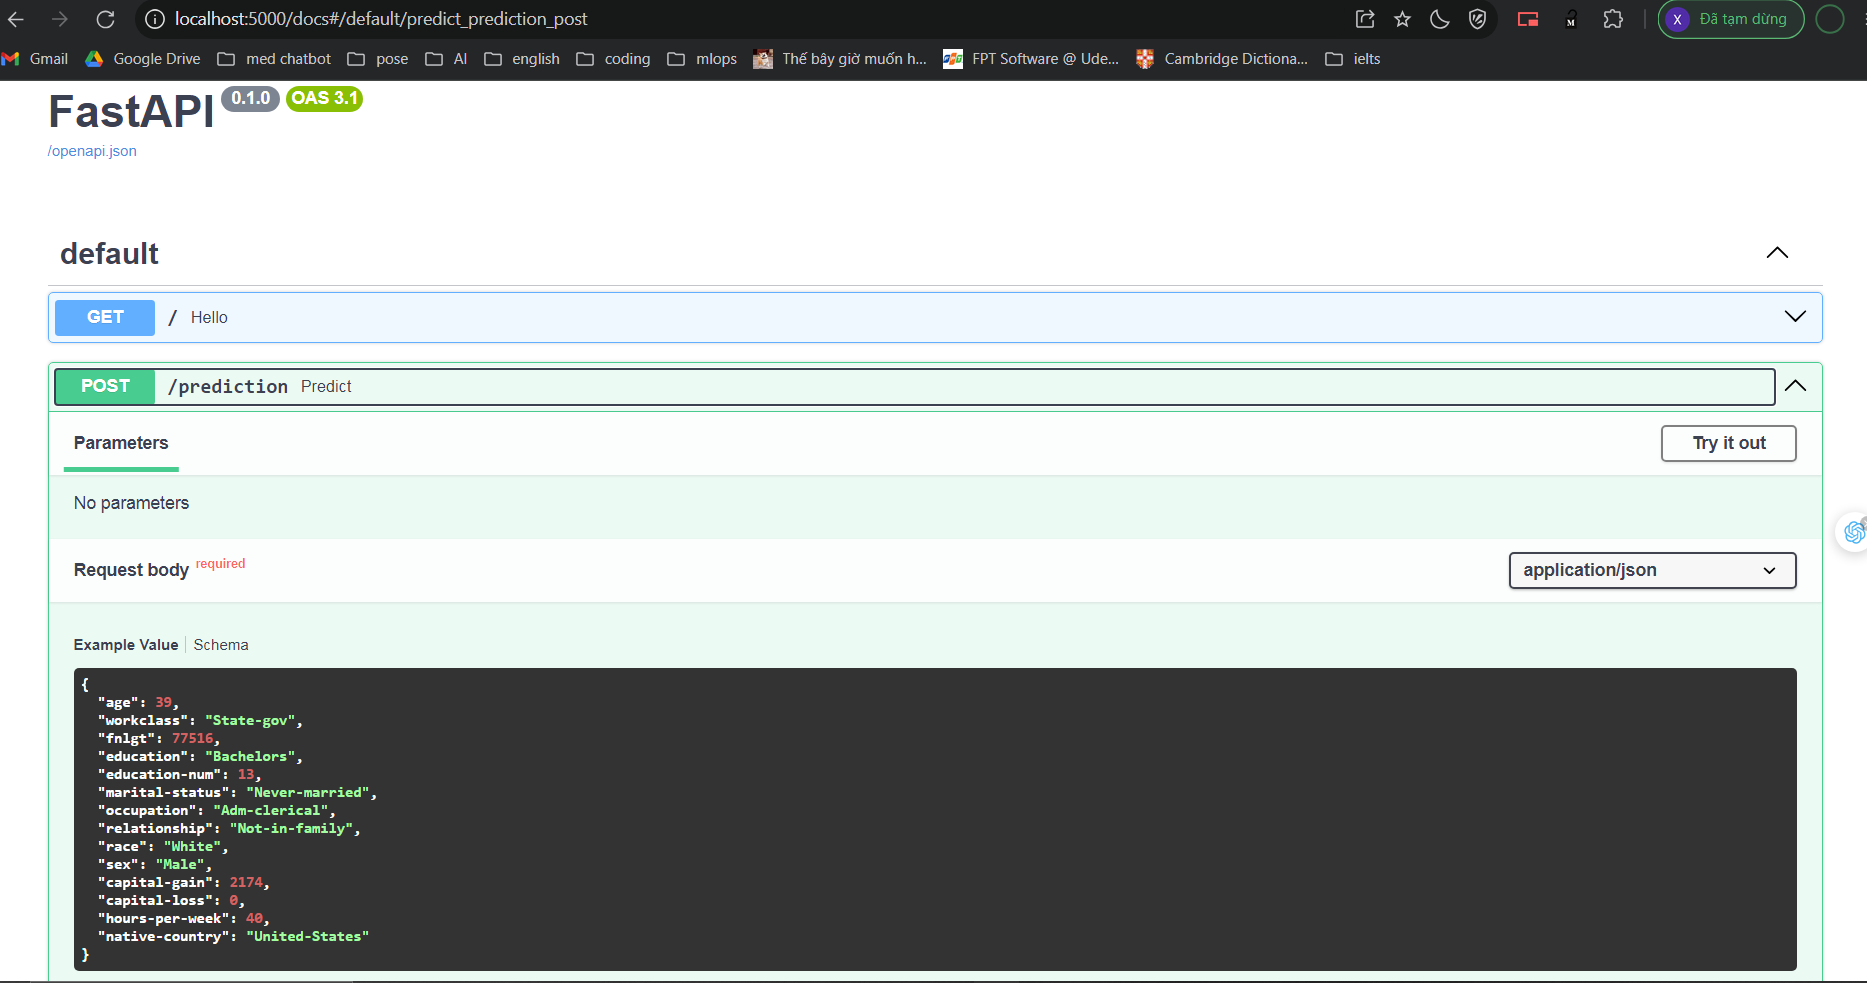 localhost:5000/docs#/default/predict_prediction_post
X Đã tạm dừng
Gmail Google Drive med chatbot pose AI english coding mlops Thế bây giờ muốn h... FPT Software @ Ude... Cambridge Dictiona... ielts
FastAPI 0.1.0 OAS 3.1
/openapi.json
default
GET / Hello
POST /prediction Predict
Parameters
Try it out
No parameters
Request body required
application/json
Example Value Schema
{
"age": 39,
"workclass": "State-gov",
"fnlgt": 77516,
"education": "Bachelors",
"education-num": 13,
"marital-status": "Never-married",
"occupation": "Adm-clerical",
"relationship": "Not-in-family",
"race": "White",
"sex": "Male",
"capital-gain": 2174,
"capital-loss": 0,
"hours-per-week": 40,
"native-country": "United-States"
}